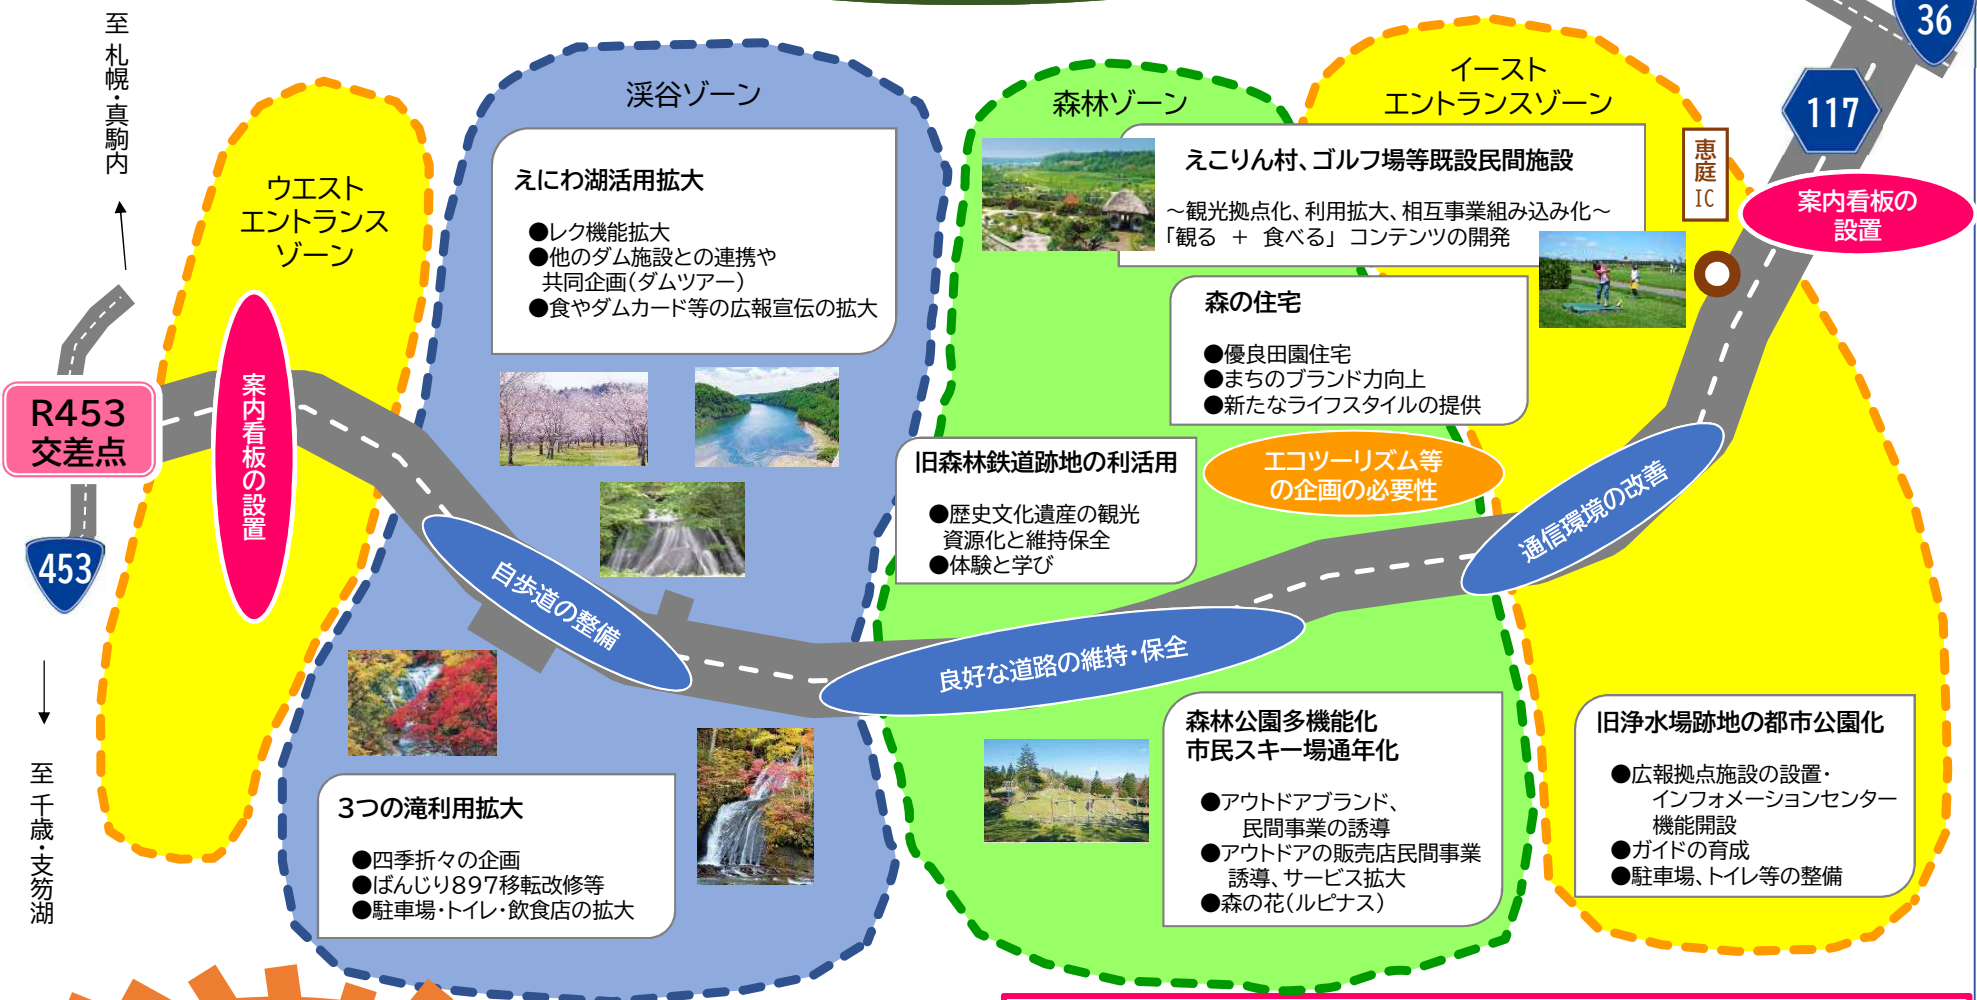 至 札幌・真駒内
R453
交差点
453
至 千歳・支笏湖
ウエスト
エントランス
ゾーン
案内看板の設置
渓谷ゾーン
えにわ湖活用拡大
●レク機能拡大
●他のダム施設との連携や
共同企画(ダムツアー)
●食やダムカード等の広報宣伝の拡大
自歩道の整備
3つの滝利用拡大
●四季折々の企画
●ばんじり897移転改修等
●駐車場・トイレ・飲食店の拡大
森林ゾーン
イースト
エントランスゾーン
えこりん村、ゴルフ場等既設民間施設
～観光拠点化、利用拡大、相互事業組み込み化～
「観る + 食べる」 コンテンツの開発
森の住宅
●優良田園住宅
●まちのブランド力向上
●新たなライフスタイルの提供
旧森林鉄道跡地の利活用
●歴史文化遺産の観光
資源化と維持保全
●体験と学び
エコツーリズム等
の企画の必要性
良好な道路の維持・保全
通信環境の改善
森林公園多機能化
市民スキー場通年化
●アウトドアブランド、
民間事業の誘導
●アウトドアの販売店民間事業
誘導、サービス拡大
●森の花(ルピナス)
旧浄水場跡地の都市公園化
●広報拠点施設の設置・
インフォメーションセンター
機能開設
●ガイドの育成
●駐車場、トイレ等の整備
恵庭IC
案内看板の
設置
117
36